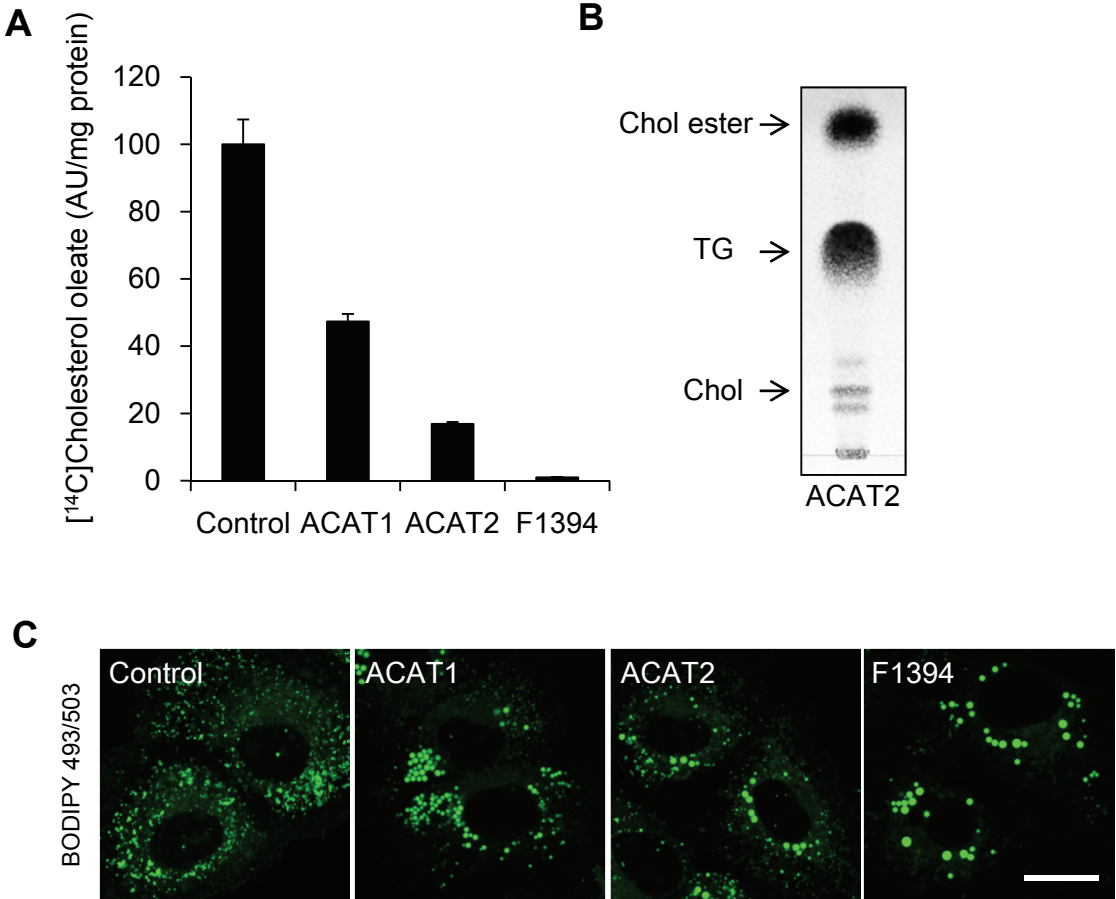 A
[¹⁴C]Cholesterol oleate (AU/mg protein)
120
100
80
60
40
20
0
Control ACAT1 ACAT2 F1394
B
Chol ester
TG
Chol
ACAT2
C
BODIPY 493/503
Control
ACAT1
ACAT2
F1394